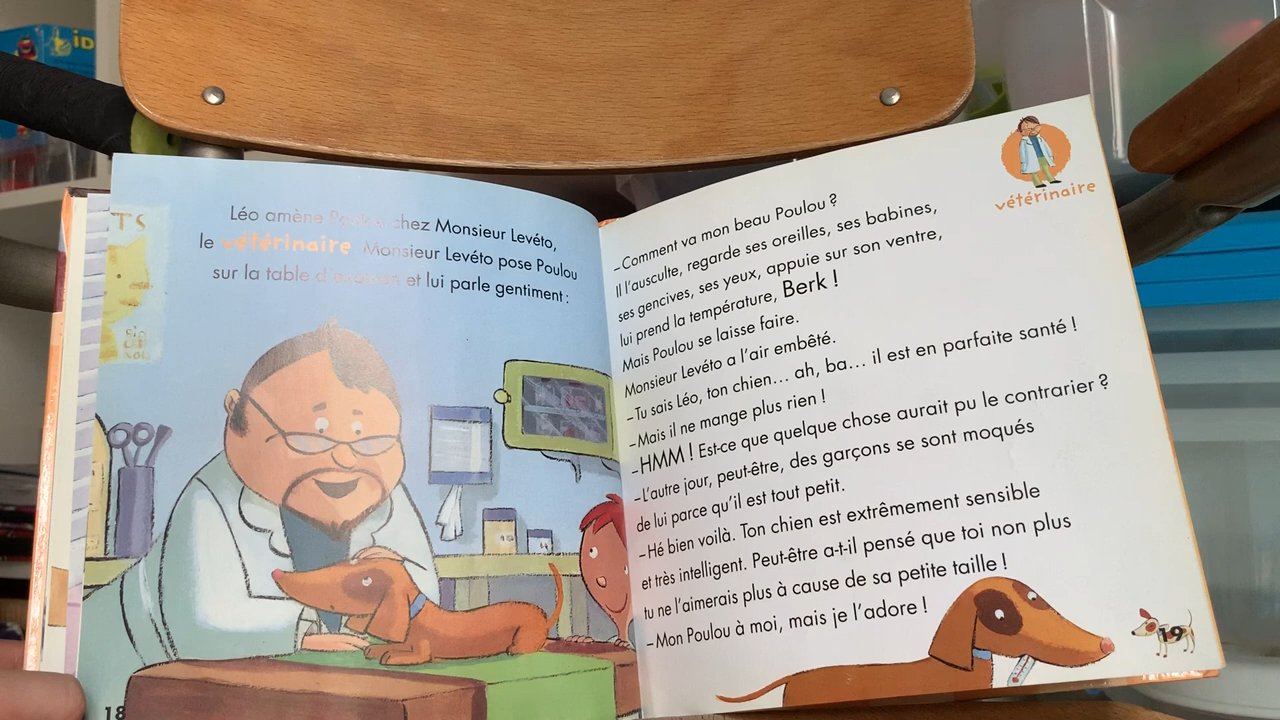 iD
TS
Léo amène Poulou chez Monsieur Levéto,
le vétérinaire Monsieur Levéto pose Poulou
sur la table d'examen et lui parle gentiment :
18
vétérinaire
– Comment va mon beau Poulou ?
Il l'ausculte, regarde ses oreilles, ses babines,
ses gencives, ses yeux, appuie sur son ventre,
lui prend la température, Berk !
Mais Poulou se laisse faire.
Monsieur Levéto a l'air embêté.
– Tu sais Léo, ton chien... ah, ba... il est en parfaite santé !
– Mais il ne mange plus rien !
– HMM ! Est-ce que quelque chose aurait pu le contrarier ?
– L'autre jour, peut-être, des garçons se sont moqués
de lui parce qu'il est tout petit.
– Hé bien voilà. Ton chien est extrêmement sensible
et très intelligent. Peut-être a-t-il pensé que toi non plus
tu ne l'aimerais plus à cause de sa petite taille !
– Mon Poulou à moi, mais je l'adore !
19